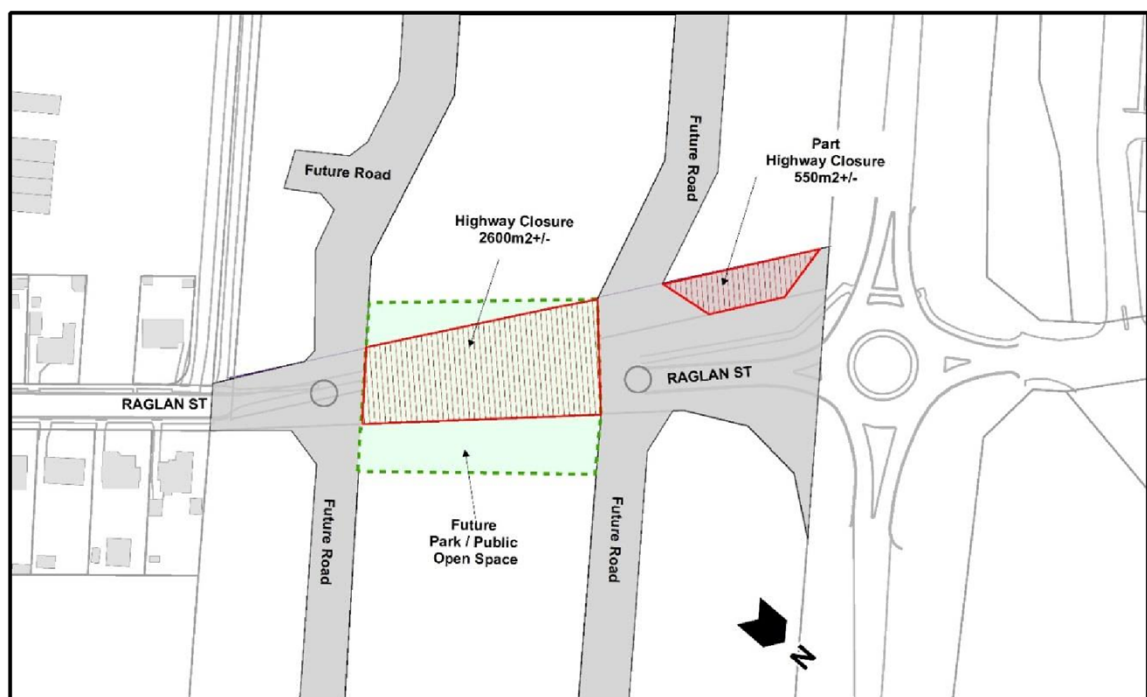 Future Road
Part
Highway Closure
550m2+/-
Future Road
Highway Closure
2600m2+/-
RAGLAN ST
RAGLAN ST
Future Road
Future
Park / Public
Open Space
Future Road
N